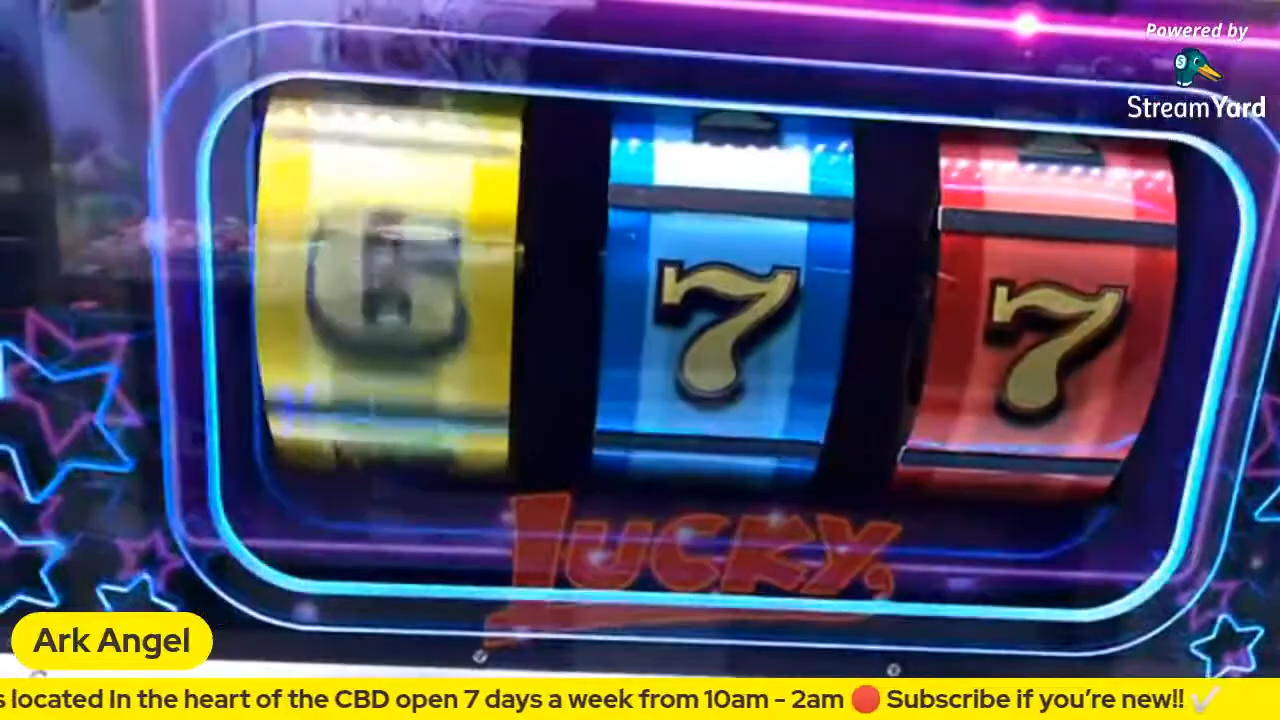 Powered by
StreamYard
7 7
LUCKY,
Ark Angel
s located In the heart of the CBD open 7 days a week from 10am - 2am 🔴 Subscribe if you're new!! ✔